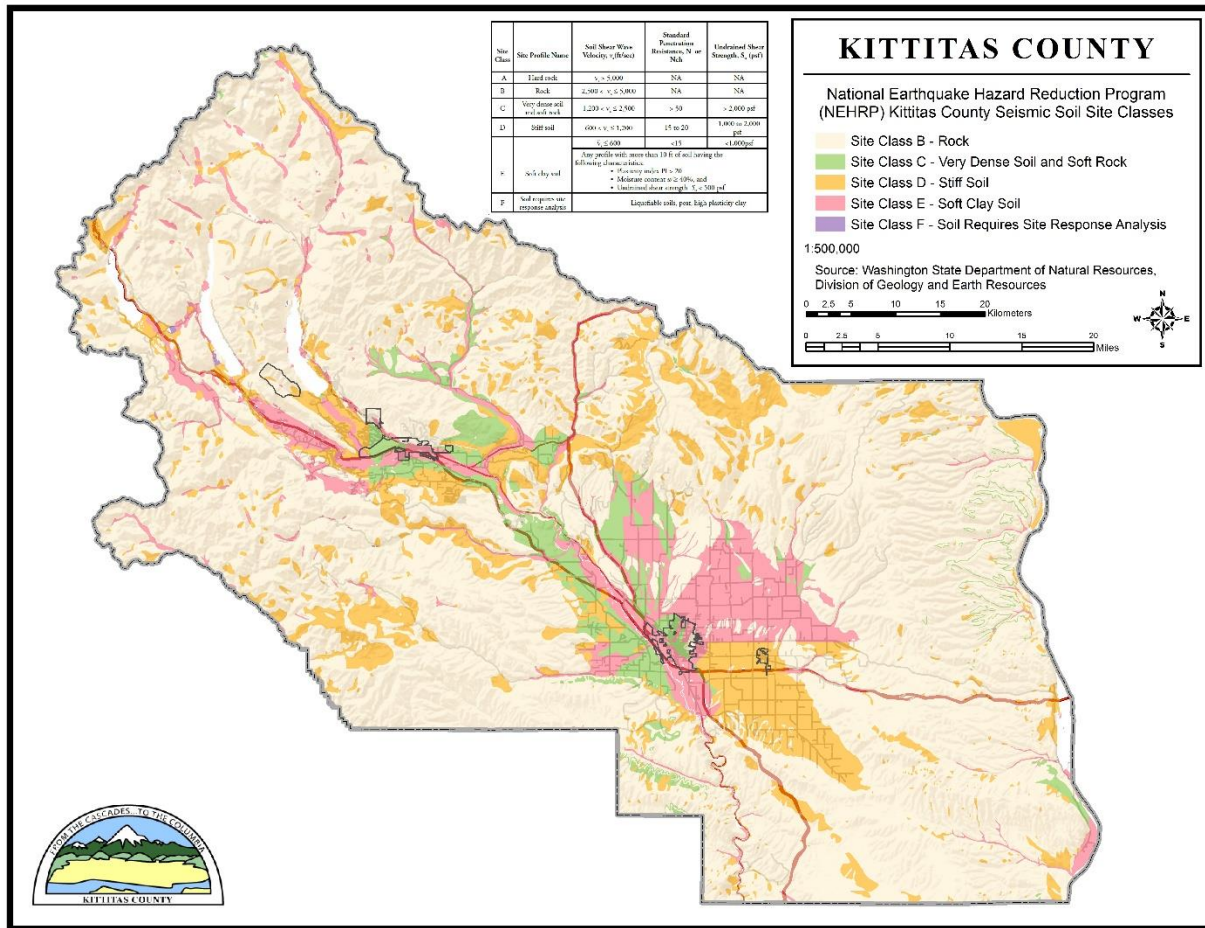 Site Class
Site Profile Name
Soil Shear Wave Velocity, vs (ft/sec)
Standard Penetration Resistance, N or Nch
Undrained Shear Strength, Su (psf)
A Hard rock vs > 5,000 NA NA
B Rock 2,500 < vs ≤ 5,000 NA NA
C Very dense soil and soft rock 1,200 < vs ≤ 2,500 > 50 > 2,000 psf
D Stiff soil 600 < vs ≤ 1,200 15 to 20 1,000 to 2,000 psf
vs ≤ 600 <15 <1,000psf
E Soft clay soil
Any profile with more than 10 ft of soil having the
following characteristics:
• Plasticity index PI > 20
• Moisture content w ≥ 40%, and
• Undrained shear strength Su < 500 psf
F Soil requires site response analysis Liquefiable soils, peat, high plasticity clay
KITTITAS COUNTY
National Earthquake Hazard Reduction Program
(NEHRP) Kittitas County Seismic Soil Site Classes
Site Class B - Rock
Site Class C - Very Dense Soil and Soft Rock
Site Class D - Stiff Soil
Site Class E - Soft Clay Soil
Site Class F - Soil Requires Site Response Analysis
1:500,000
Source: Washington State Department of Natural Resources,
Division of Geology and Earth Resources
0 2.5 5 10 15 20
Kilometers
0 2.5 5 10 15 20
Miles
N
W E
S
FROM THE CASCADES...TO THE COLUMBIA
KITTITAS COUNTY